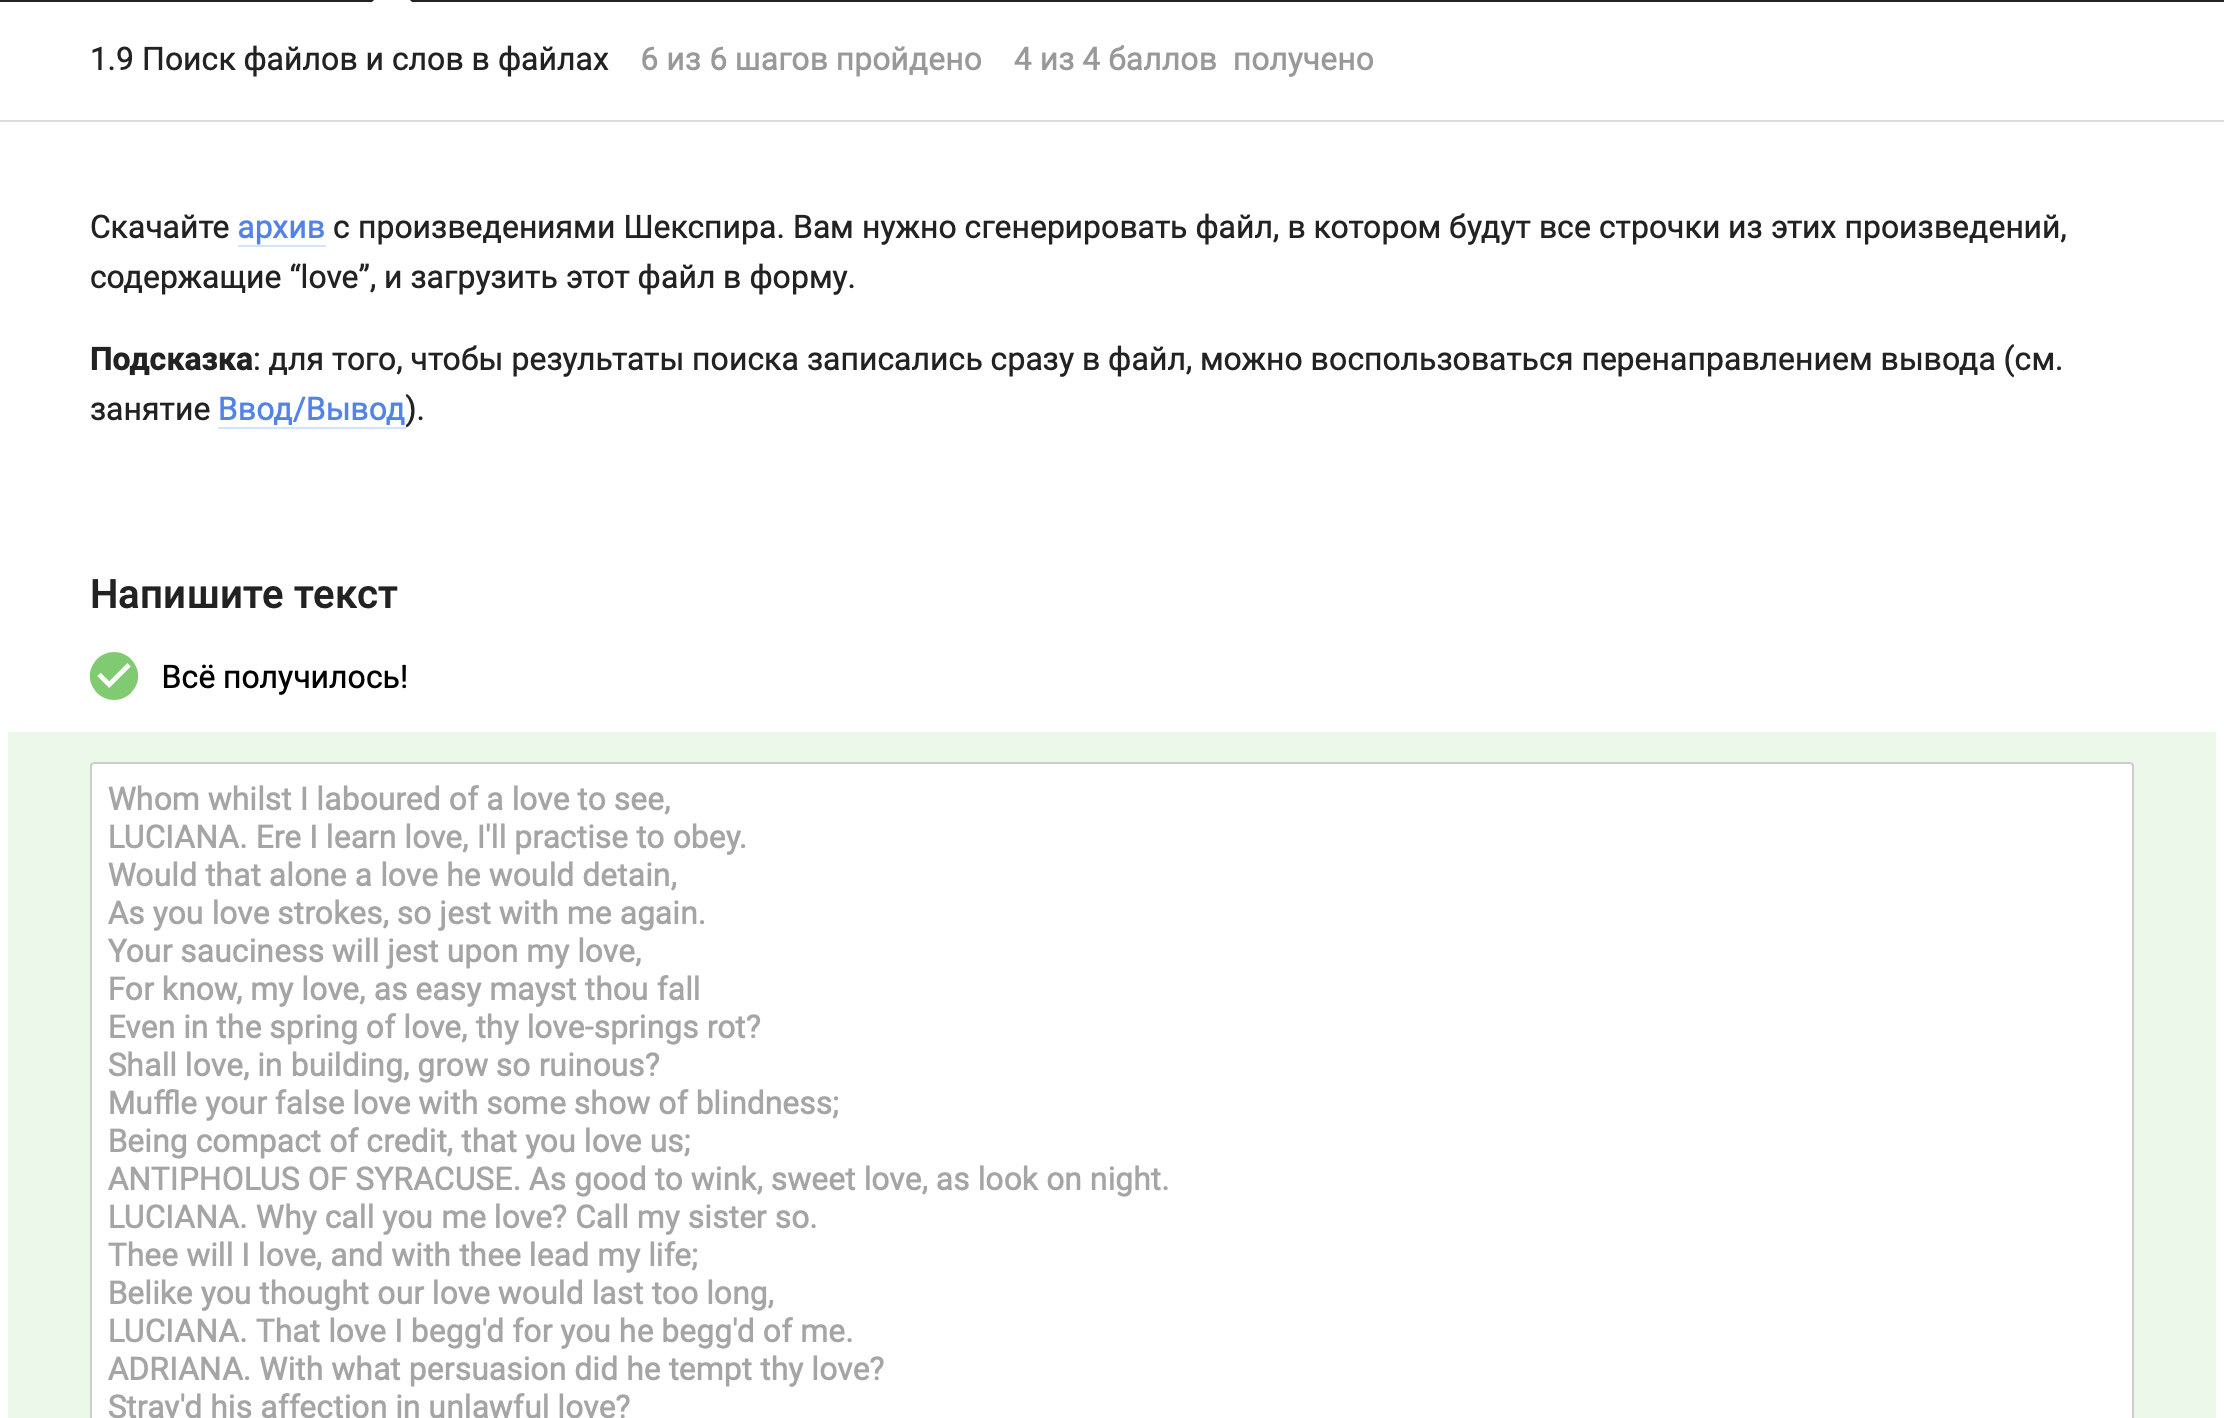 1.9 Поиск файлов и слов в файлах 6 из 6 шагов пройдено 4 из 4 баллов получено
Скачайте архив с произведениями Шекспира. Вам нужно сгенерировать файл, в котором будут все строчки из этих произведений,
содержащие “love”, и загрузить этот файл в форму.
Подсказка: для того, чтобы результаты поиска записались сразу в файл, можно воспользоваться перенаправлением вывода (см.
занятие Ввод/Вывод).
Напишите текст
Всё получилось!
Whom whilst I laboured of a love to see,
LUCIANA. Ere I learn love, I'll practise to obey.
Would that alone a love he would detain,
As you love strokes, so jest with me again.
Your sauciness will jest upon my love,
For know, my love, as easy mayst thou fall
Even in the spring of love, thy love-springs rot?
Shall love, in building, grow so ruinous?
Muffle your false love with some show of blindness;
Being compact of credit, that you love us;
ANTIPHOLUS OF SYRACUSE. As good to wink, sweet love, as look on night.
LUCIANA. Why call you me love? Call my sister so.
Thee will I love, and with thee lead my life;
Belike you thought our love would last too long,
LUCIANA. That love I begg'd for you he begg'd of me.
ADRIANA. With what persuasion did he tempt thy love?
Stray'd his affection in unlawful love?